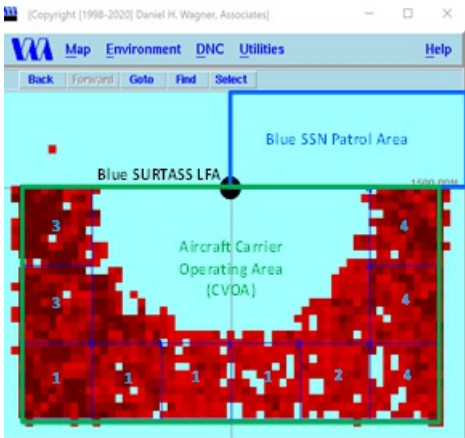 [Copyright [1998-2020] Daniel H. Wagner, Associates]
Map Environment DNC Utilities Help
Back Forward Goto Find Select
Blue SSN Patrol Area
Blue SURTASS LFA
3
4
Aircraft Carrier
Operating Area
(CVOA)
3
4
1 1 1 1 2 4